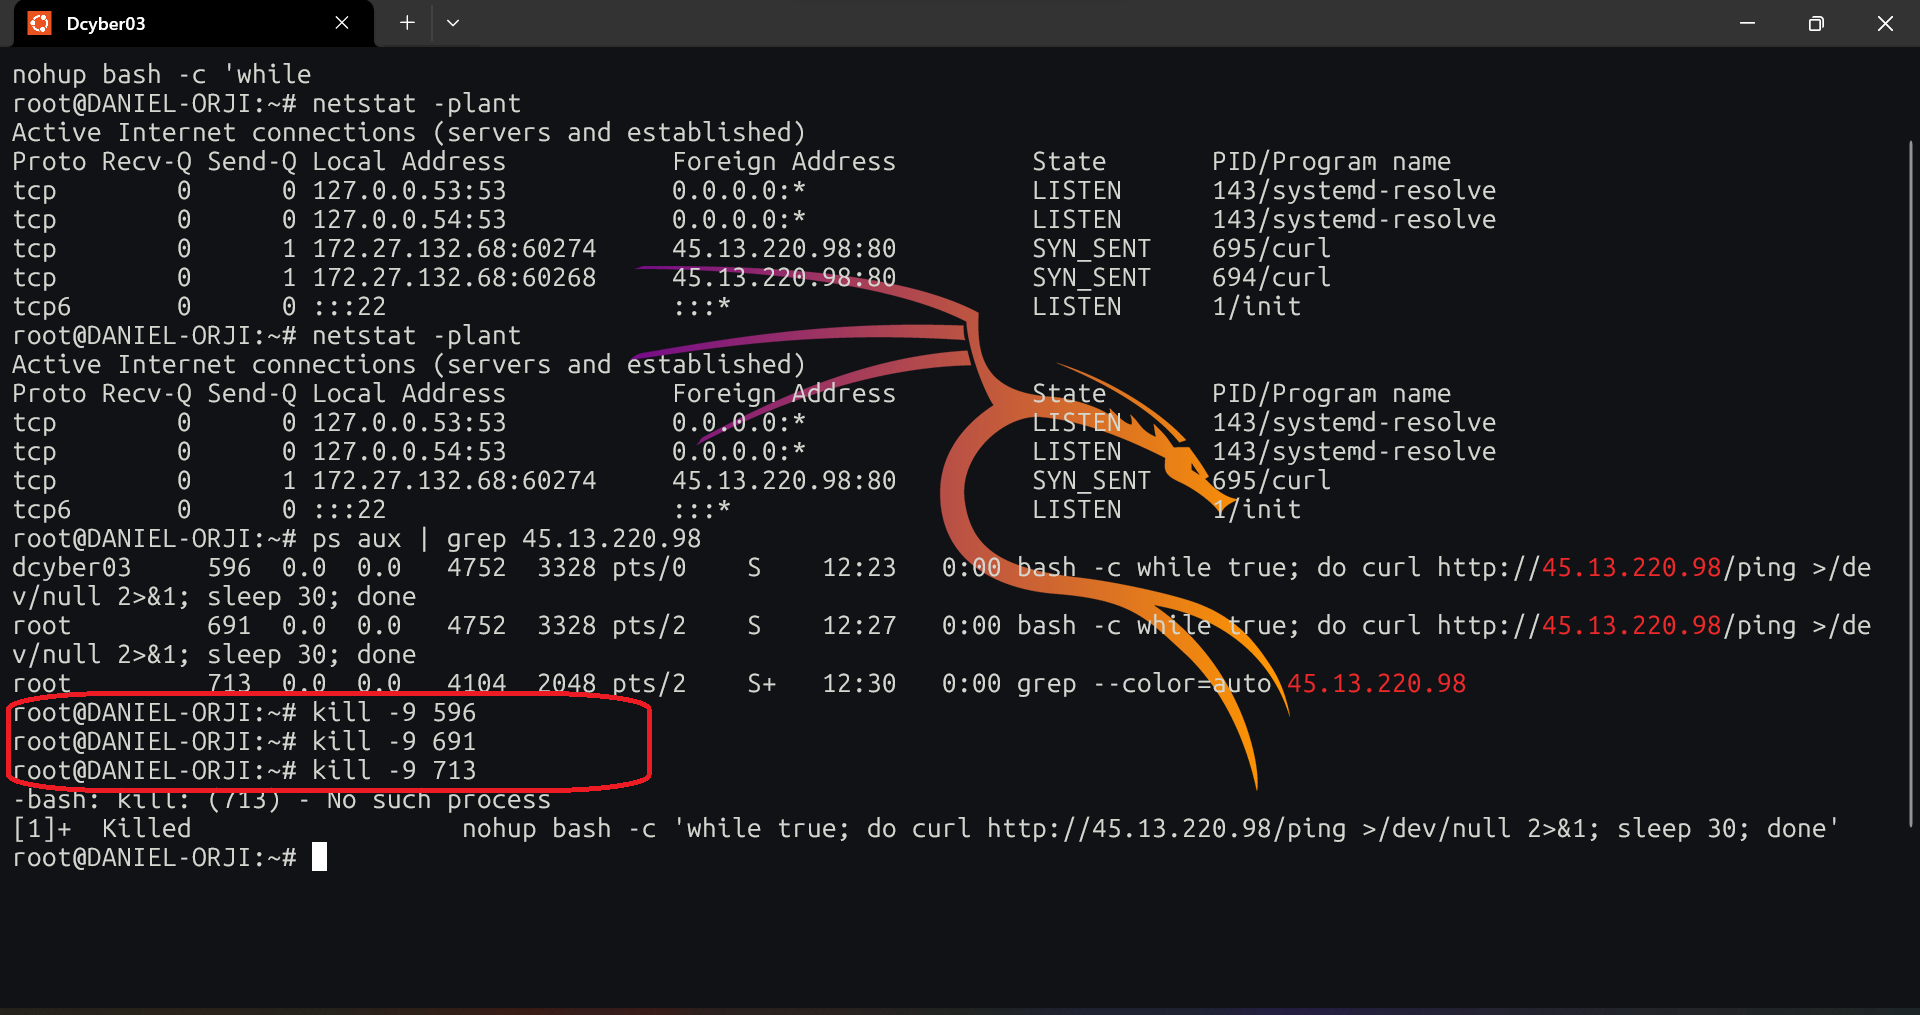 Dcyber03
nohup bash -c 'while
root@DANIEL-ORJI:~# netstat -plant
Active Internet connections (servers and established)
Proto Recv-Q Send-Q Local Address           Foreign Address         State       PID/Program name
tcp        0      0 127.0.0.53:53           0.0.0.0:*               LISTEN      143/systemd-resolve
tcp        0      0 127.0.0.54:53           0.0.0.0:*               LISTEN      143/systemd-resolve
tcp        0      1 172.27.132.68:60274     45.13.220.98:80         SYN_SENT    695/curl
tcp        0      1 172.27.132.68:60268     45.13.220.98:80         SYN_SENT    694/curl
tcp6       0      0 :::22                   :::*                    LISTEN      1/init
root@DANIEL-ORJI:~# netstat -plant
Active Internet connections (servers and established)
Proto Recv-Q Send-Q Local Address           Foreign Address         State       PID/Program name
tcp        0      0 127.0.0.53:53           0.0.0.0:*               LISTEN      143/systemd-resolve
tcp        0      0 127.0.0.54:53           0.0.0.0:*               LISTEN      143/systemd-resolve
tcp        0      1 172.27.132.68:60274     45.13.220.98:80         SYN_SENT    695/curl
tcp6       0      0 :::22                   :::*                    LISTEN      1/init
root@DANIEL-ORJI:~# ps aux | grep 45.13.220.98
dcyber03     596  0.0  0.0   4752  3328 pts/0    S    12:23   0:00 bash -c while true; do curl http://45.13.220.98/ping >/de
v/null 2>&1; sleep 30; done
root         691  0.0  0.0   4752  3328 pts/2    S    12:27   0:00 bash -c while true; do curl http://45.13.220.98/ping >/de
v/null 2>&1; sleep 30; done
root         713  0.0  0.0   4104  2048 pts/2    S+   12:30   0:00 grep --color=auto 45.13.220.98
root@DANIEL-ORJI:~# kill -9 596
root@DANIEL-ORJI:~# kill -9 691
root@DANIEL-ORJI:~# kill -9 713
-bash: kill: (713) - No such process
[1]+  Killed                  nohup bash -c 'while true; do curl http://45.13.220.98/ping >/dev/null 2>&1; sleep 30; done'
root@DANIEL-ORJI:~#